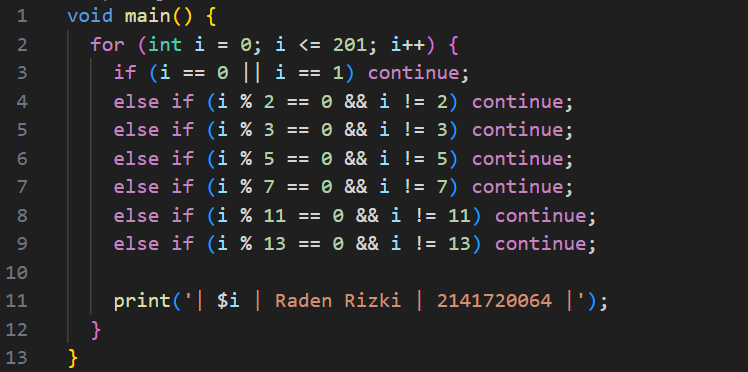 1 void main() {
2 for (int i = 0; i <= 201; i++) {
3 if (i == 0 || i == 1) continue;
4 else if (i % 2 == 0 && i != 2) continue;
5 else if (i % 3 == 0 && i != 3) continue;
6 else if (i % 5 == 0 && i != 5) continue;
7 else if (i % 7 == 0 && i != 7) continue;
8 else if (i % 11 == 0 && i != 11) continue;
9 else if (i % 13 == 0 && i != 13) continue;
10
11 print('| $i | Raden Rizki | 2141720064 |');
12 }
13 }